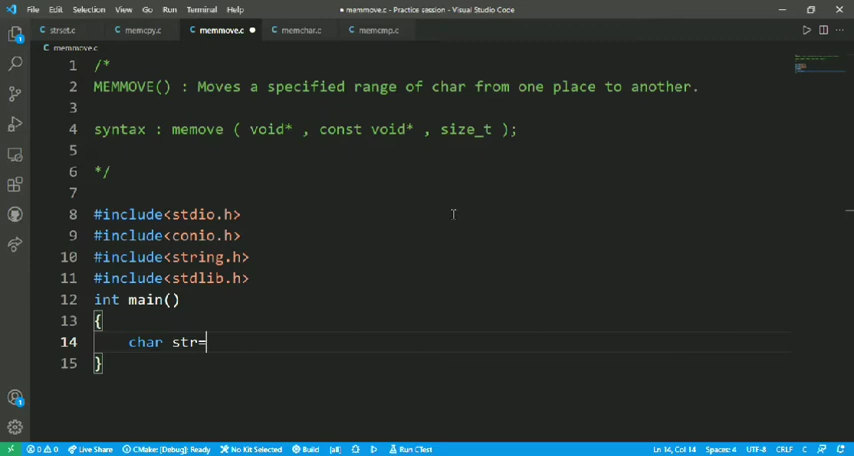 File Edit Selection View Go Run Terminal Help
● memmove.c - Practice session - Visual Studio Code
C strset.c C memcpy.c C memmove.c ● C memchar.c C memcmp.c
C memmove.c
1 /*
2 MEMMOVE() : Moves a specified range of char from one place to another.
3
4 syntax : memove ( void* , const void* , size_t );
5
6 */
7
8 #include<stdio.h>
9 #include<conio.h>
10 #include<string.h>
11 #include<stdlib.h>
12 int main()
13 {
14 char str=
15 }
0 0 Live Share CMake: [Debug]: Ready No Kit Selected Build [all] Run CTest Ln 14, Col 14 Spaces: 4 UTF-8 CRLF C